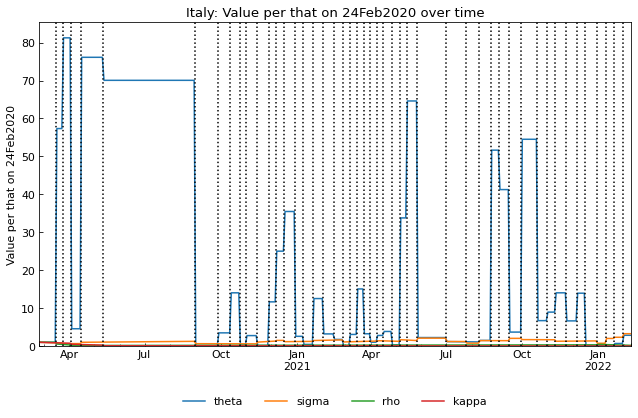 Italy: Value per that on 24Feb2020 over time
Value per that on 24Feb2020
80
70
60
50
40
30
20
10
0
Apr Jul Oct Jan Apr Jul Oct Jan
2021 2022
theta sigma rho kappa